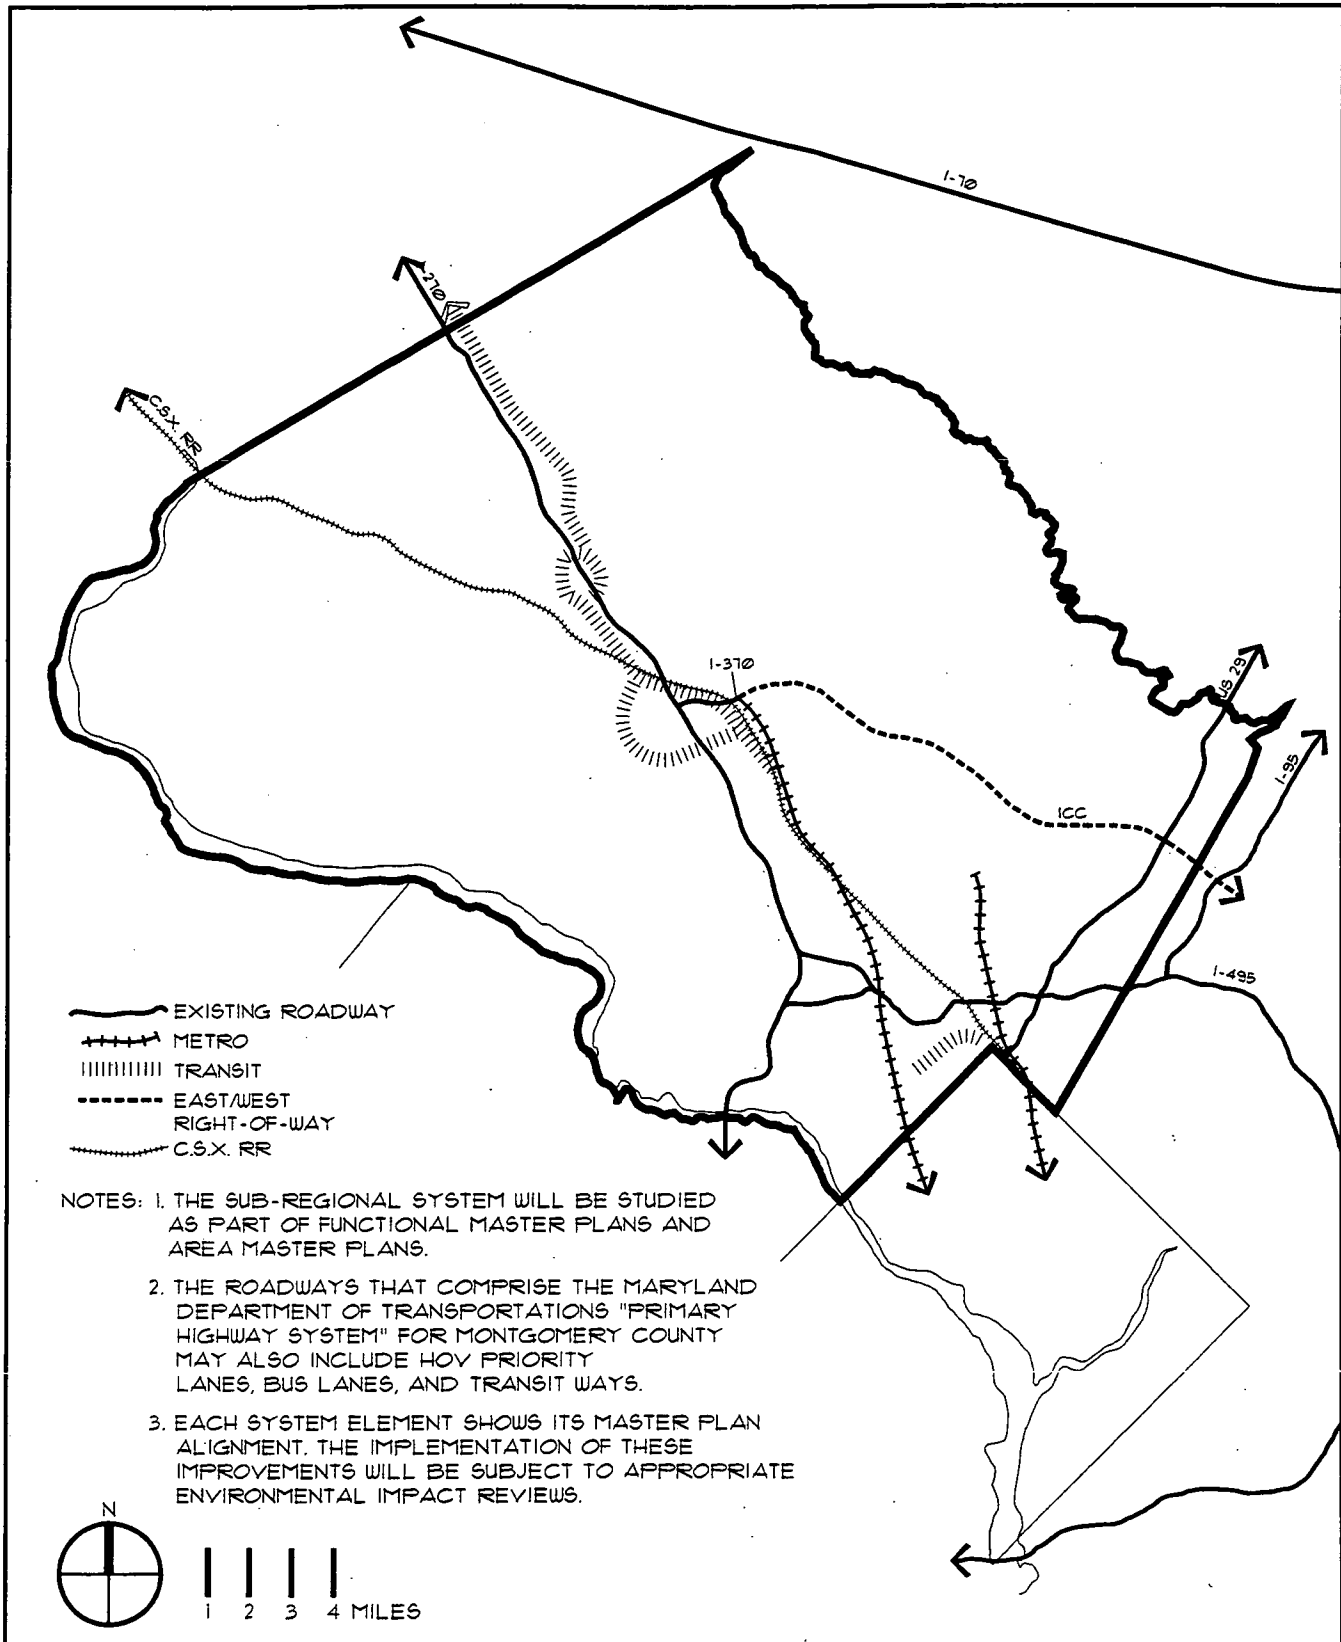 I-70
I-270
C.S.X. RR
I-370
US 29
I-95
ICC
I-495
EXISTING ROADWAY
METRO
TRANSIT
EAST/WEST
RIGHT-OF-WAY
C.S.X. RR
NOTES: 1. THE SUB-REGIONAL SYSTEM WILL BE STUDIED
AS PART OF FUNCTIONAL MASTER PLANS AND
AREA MASTER PLANS.
2. THE ROADWAYS THAT COMPRISE THE MARYLAND
DEPARTMENT OF TRANSPORTATIONS "PRIMARY
HIGHWAY SYSTEM" FOR MONTGOMERY COUNTY
MAY ALSO INCLUDE HOV PRIORITY
LANES, BUS LANES, AND TRANSIT WAYS.
3. EACH SYSTEM ELEMENT SHOWS ITS MASTER PLAN
ALIGNMENT. THE IMPLEMENTATION OF THESE
IMPROVEMENTS WILL BE SUBJECT TO APPROPRIATE
ENVIRONMENTAL IMPACT REVIEWS.
N
1 2 3 4 MILES